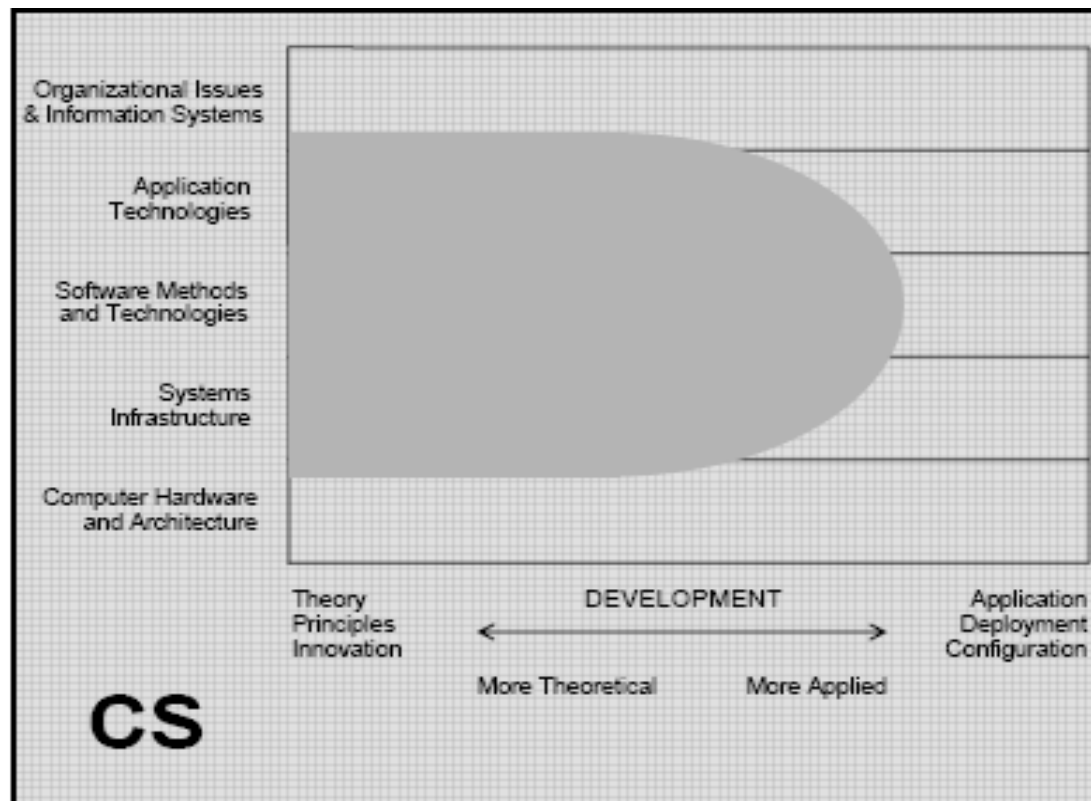 Organizational Issues
& Information Systems
Application
Technologies
Software Methods
and Technologies
Systems
Infrastructure
Computer Hardware
and Architecture
Theory
Principles
Innovation
DEVELOPMENT
More Theoretical
More Applied
Application
Deployment
Configuration
CS